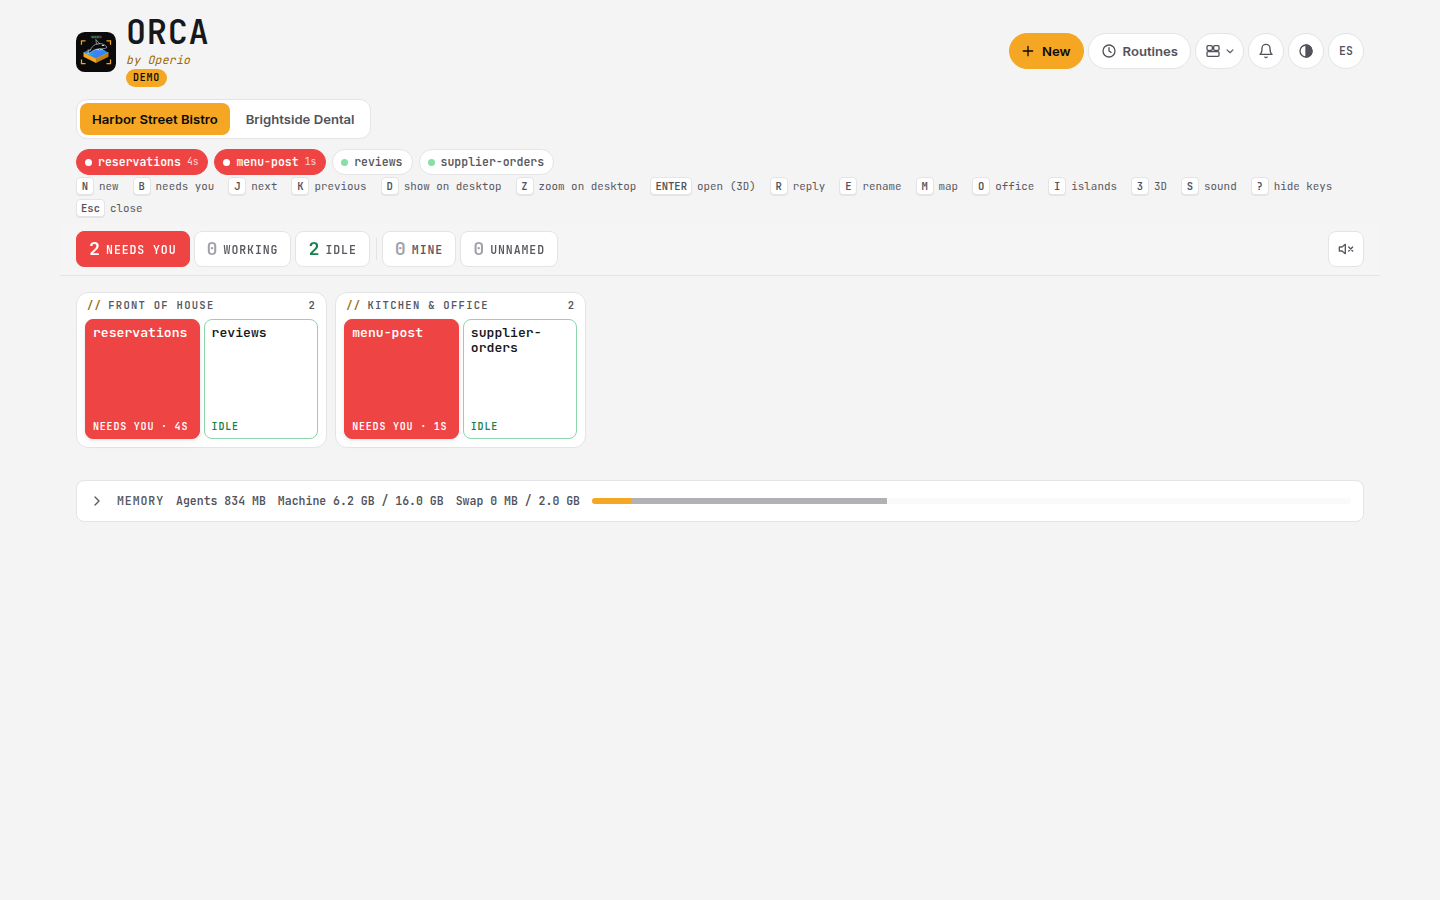 ORCA
by Operio
DEMO
New
Routines
ES
Harbor Street Bistro
Brightside Dental
reservations 4s
menu-post 1s
reviews
supplier-orders
N new B needs you J next K previous D show on desktop Z zoom on desktop ENTER open (3D) R reply E rename M map O office I islands 3 3D S sound ? hide keys
Esc close
2 NEEDS YOU
0 WORKING
2 IDLE
0 MINE
0 UNNAMED
// FRONT OF HOUSE 2
reservations
NEEDS YOU · 4S
reviews
IDLE
// KITCHEN & OFFICE 2
menu-post
NEEDS YOU · 1S
supplier-
orders
IDLE
MEMORY Agents 834 MB Machine 6.2 GB / 16.0 GB Swap 0 MB / 2.0 GB